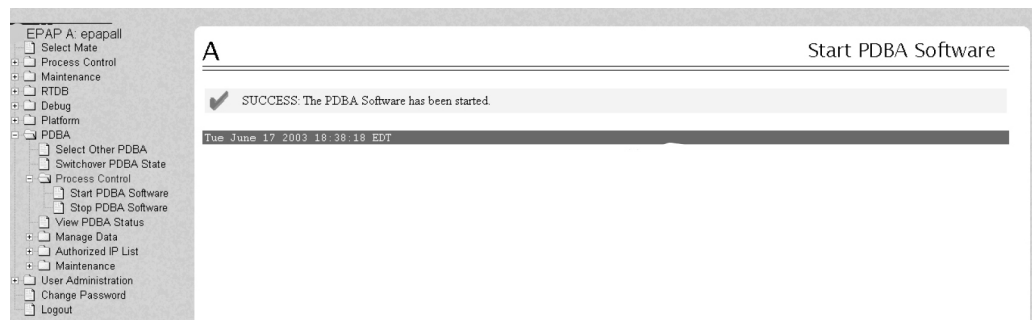 EPAP A: epapall
Select Mate
Process Control
Maintenance
RTDB
Debug
Platform
PDBA
Select Other PDBA
Switchover PDBA State
Process Control
Start PDBA Software
Stop PDBA Software
View PDBA Status
Manage Data
Authorized IP List
Maintenance
User Administration
Change Password
Logout
A
Start PDBA Software
SUCCESS: The PDBA Software has been started.
Tue June 17 2003 18:38:18 EDT